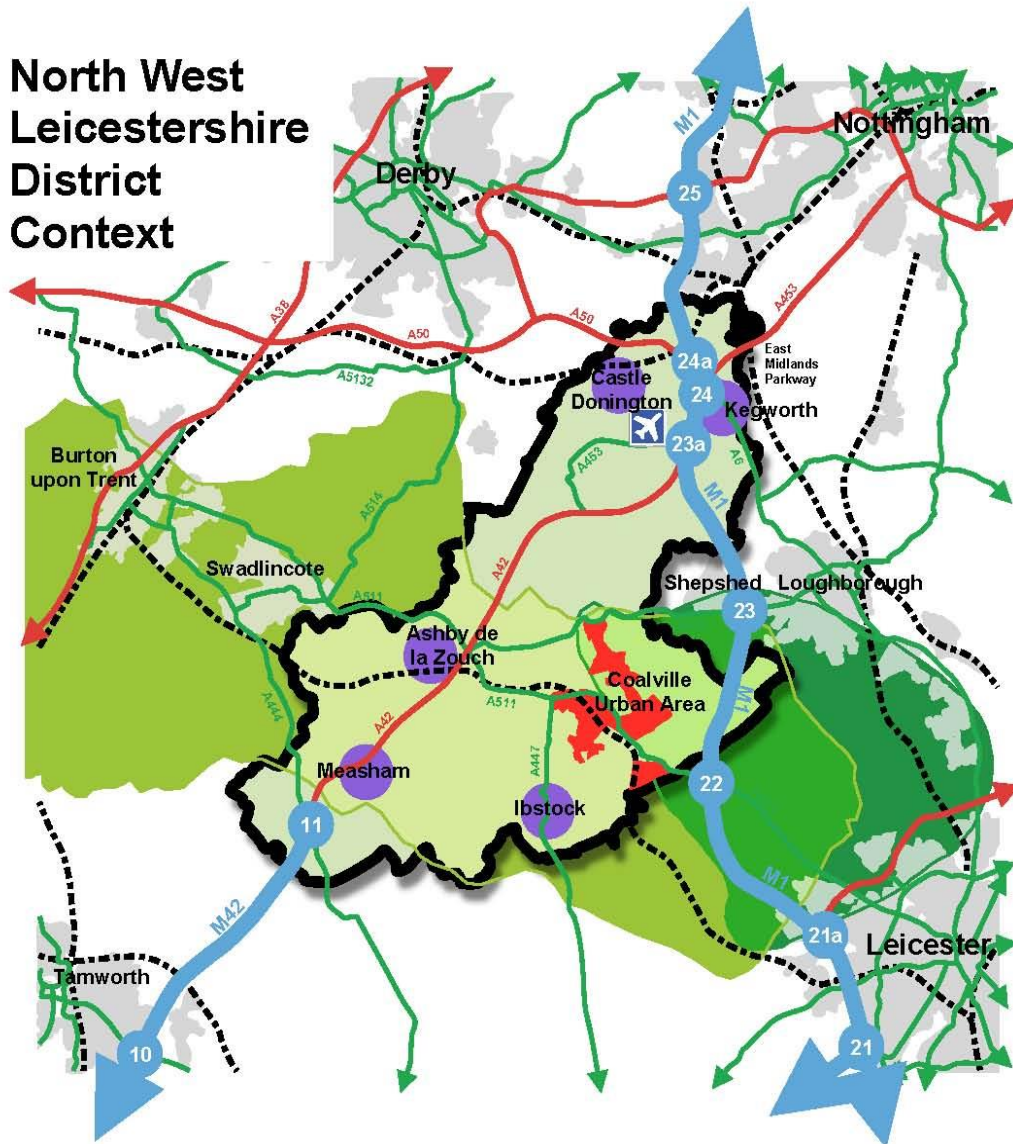 North West
Leicestershire
District
Context
M1
Nottingham
Derby
25
A38
A50
A50
A453
24a
East
Midlands
Parkway
A5132
Castle
Donington
24
Kegworth
23a
A453
A6
Burton
upon Trent
A514
M1
A42
Swadlincote
Shepshed
Loughborough
A511
23
Ashby de
la Zouch
Coalville
Urban Area
A444
A511
M1
A42
A447
Measham
22
Ibstock
11
M1
M42
21a
Leicester
Tamworth
10
21